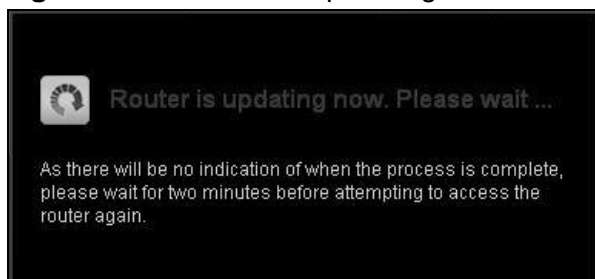 Router is updating now. Please wait ...
As there will be no indication of when the process is complete,
please wait for two minutes before attempting to access the
router again.